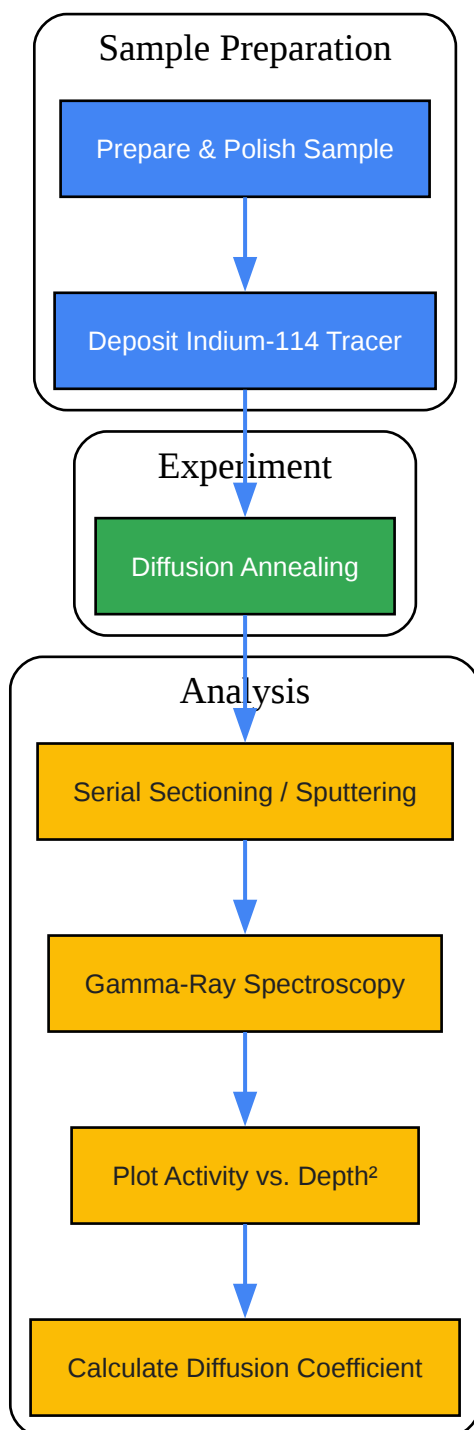 Sample Preparation
Prepare & Polish Sample
Deposit Indium-114 Tracer
Experiment
Diffusion Annealing
Analysis
Serial Sectioning / Sputtering
Gamma-Ray Spectroscopy
Plot Activity vs. Depth²
Calculate Diffusion Coefficient